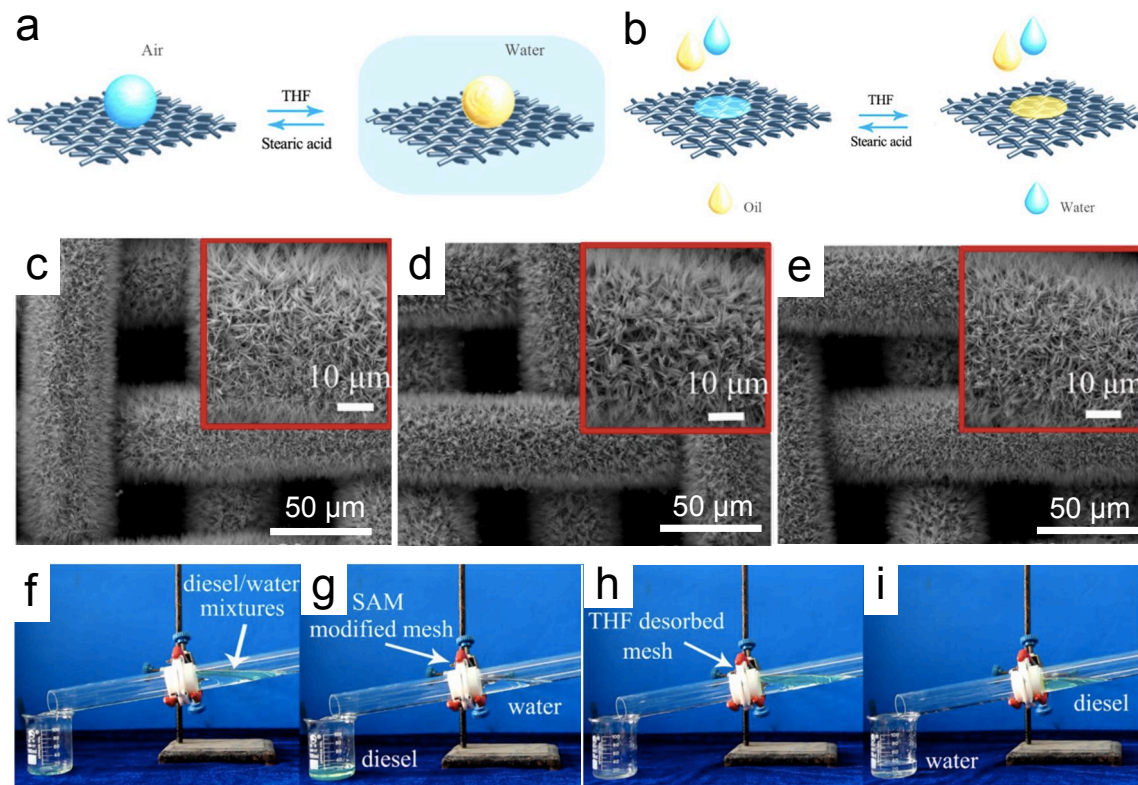 a
Air
THF
Stearic acid
Water
b
THF
Stearic acid
Oil
Water
c
10 μm
50 μm
d
10 μm
50 μm
e
10 μm
50 μm
f
diesel/water
mixtures
g
SAM
modified mesh
water
diesel
h
THF desorbed
mesh
i
diesel
water